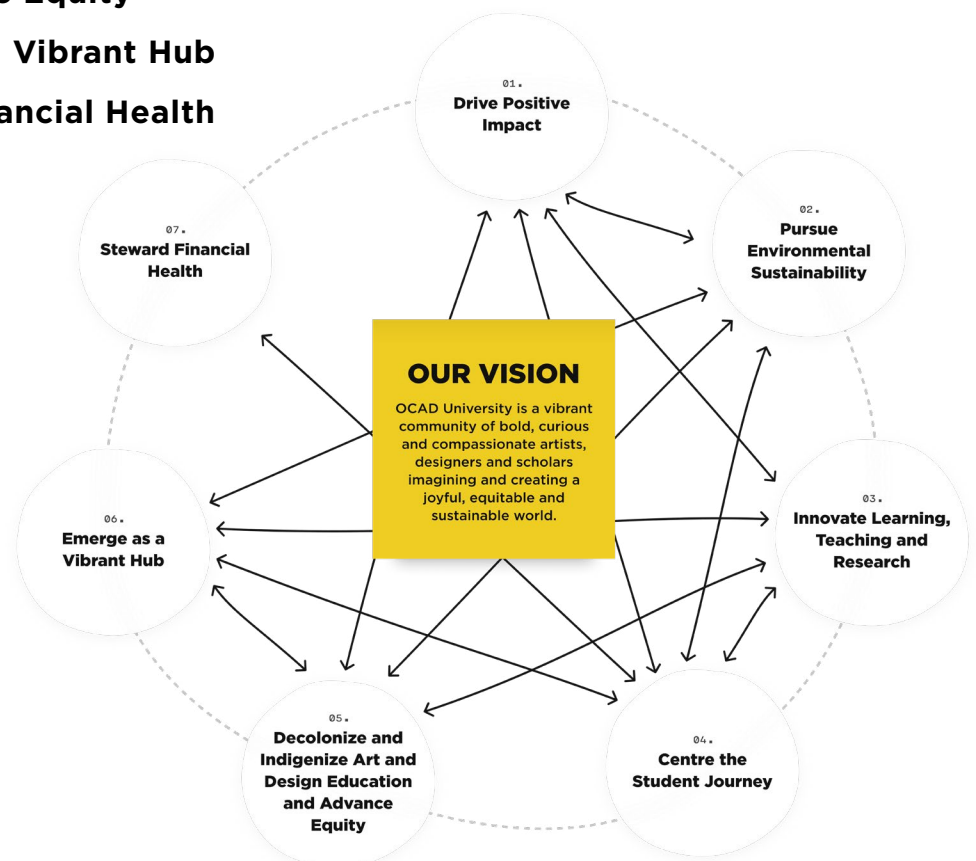 Equity
Vibrant Hub
ancial Health
01.
Drive Positive
Impact
02.
Pursue
Environmental
Sustainability
07.
Steward Financial
Health
OUR VISION
OCAD University is a vibrant
community of bold, curious
and compassionate artists,
designers and scholars
imagining and creating a
joyful, equitable and
sustainable world.
03.
Innovate Learning,
Teaching and
Research
06.
Emerge as a
Vibrant Hub
05.
Decolonize and
Indigenize Art and
Design Education
and Advance
Equity
04.
Centre the
Student Journey